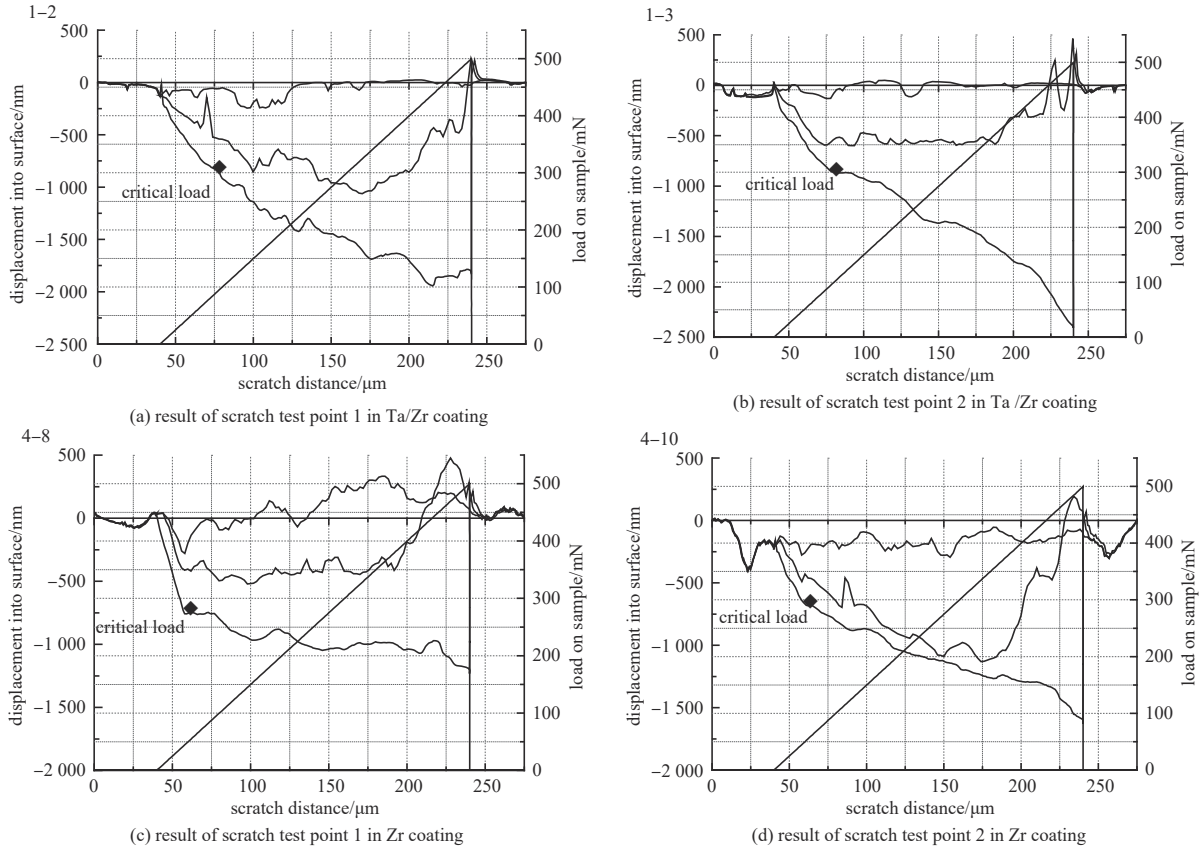 1−2
500
0
−500
−1 000
−1 500
−2 000
−2 500
displacement into surface/nm
0 50 100 150 200 250
scratch distance/μm
500
400
300
200
100
0
load on sample/mN
critical load
(a) result of scratch test point 1 in Ta/Zr coating
1−3
500
0
−500
−1 000
−1 500
−2 000
−2 500
displacement into surface/nm
0 50 100 150 200 250
scratch distance/μm
500
400
300
200
100
0
load on sample/mN
critical load
(b) result of scratch test point 2 in Ta /Zr coating
4−8
500
0
−500
−1 000
−1 500
−2 000
displacement into surface/nm
0 50 100 150 200 250
scratch distance/μm
500
400
300
200
100
0
load on sample/mN
critical load
(c) result of scratch test point 1 in Zr coating
4−10
500
0
−500
−1 000
−1 500
−2 000
displacement into surface/nm
0 50 100 150 200 250
scratch distance/μm
500
400
300
200
100
0
load on sample/mN
critical load
(d) result of scratch test point 2 in Zr coating